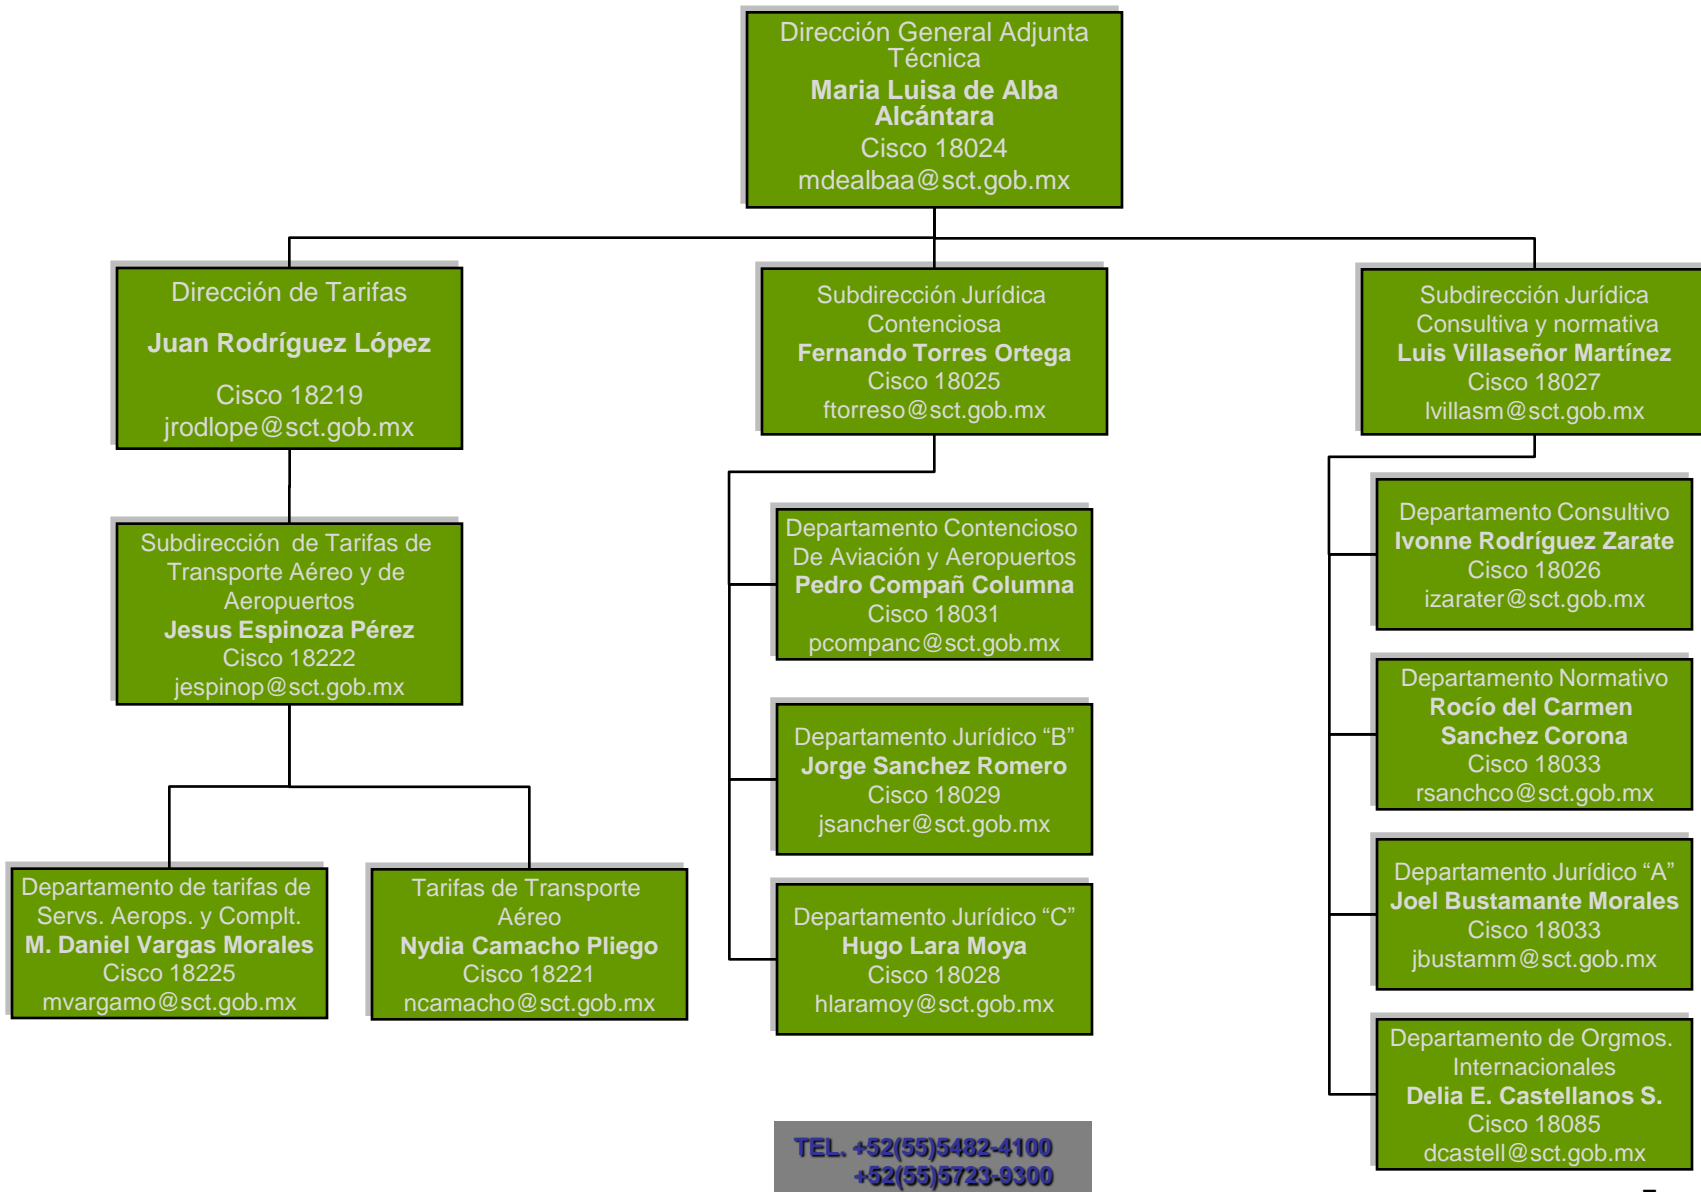 Dirección General Adjunta
Técnica
Maria Luisa de Alba
Alcántara
Cisco 18024
mdealbaa@sct.gob.mx
Dirección de Tarifas
Juan Rodríguez López
Cisco 18219
jrodlope@sct.gob.mx
Subdirección de Tarifas de
Transporte Aéreo y de
Aeropuertos
Jesus Espinoza Pérez
Cisco 18222
jespinop@sct.gob.mx
Departamento de tarifas de
Servs. Aerops. y Complt.
M. Daniel Vargas Morales
Cisco 18225
mvargamo@sct.gob.mx
Tarifas de Transporte
Aéreo
Nydia Camacho Pliego
Cisco 18221
ncamacho@sct.gob.mx
Subdirección Jurídica
Contenciosa
Fernando Torres Ortega
Cisco 18025
ftorreso@sct.gob.mx
Departamento Contencioso
De Aviación y Aeropuertos
Pedro Compañ Columna
Cisco 18031
pcompanc@sct.gob.mx
Departamento Jurídico “B”
Jorge Sanchez Romero
Cisco 18029
jsancher@sct.gob.mx
Departamento Jurídico “C”
Hugo Lara Moya
Cisco 18028
hlaramoy@sct.gob.mx
Subdirección Jurídica
Consultiva y normativa
Luis Villaseñor Martínez
Cisco 18027
lvillasm@sct.gob.mx
Departamento Consultivo
Ivonne Rodríguez Zarate
Cisco 18026
izarater@sct.gob.mx
Departamento Normativo
Rocío del Carmen
Sanchez Corona
Cisco 18033
rsanchco@sct.gob.mx
Departamento Jurídico “A”
Joel Bustamante Morales
Cisco 18033
jbustamm@sct.gob.mx
Departamento de Orgmos.
Internacionales
Delia E. Castellanos S.
Cisco 18085
dcastell@sct.gob.mx
TEL. +52(55)5482-4100
+52(55)5723-9300